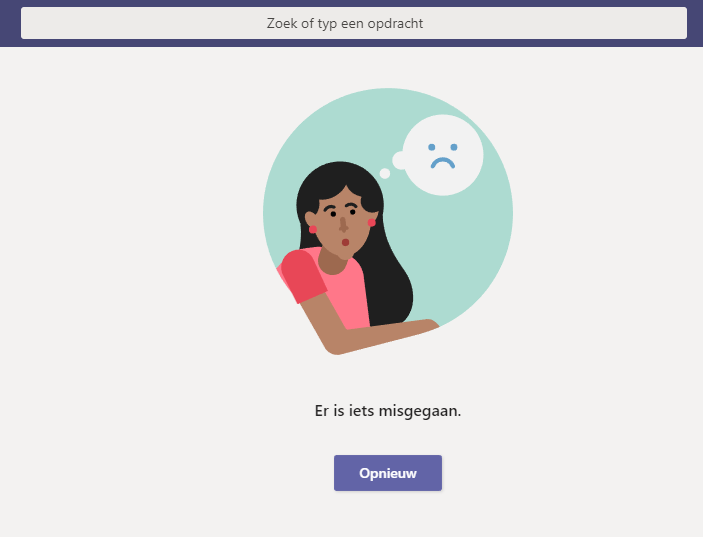 Zoek of typ een opdracht
Er is iets misgegaan.
Opnieuw